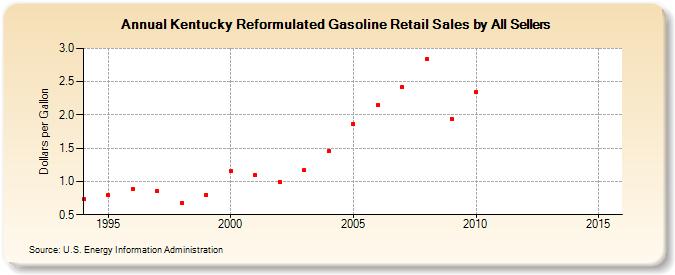 Annual Kentucky Reformulated Gasoline Retail Sales by All Sellers
Dollars per Gallon
3.0
2.5
2.0
1.5
1.0
0.5
1995 2000 2005 2010 2015
Source: U.S. Energy Information Administration